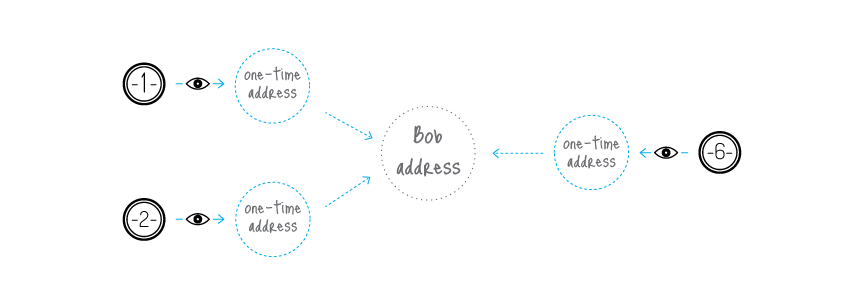 -1-
one-time
address
Bob
address
one-time
address
-6-
-2-
one-time
address